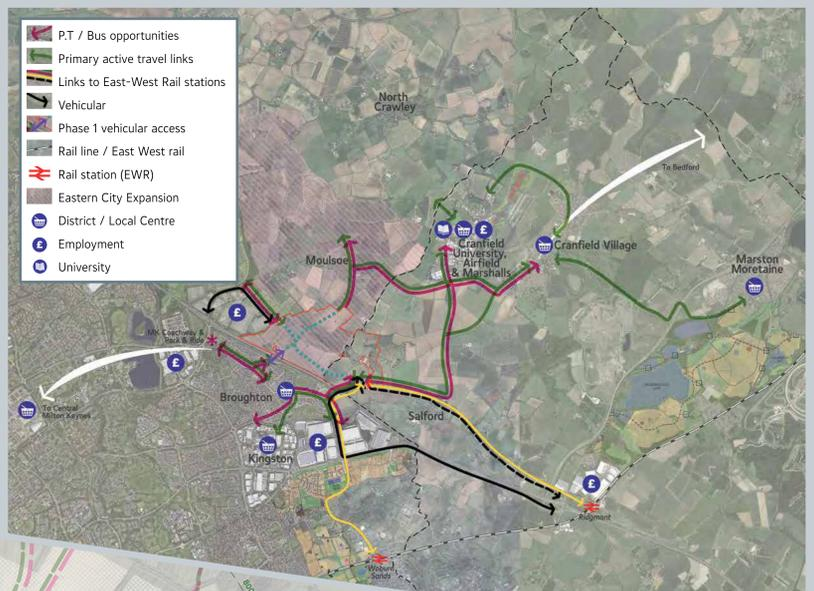 P.T / Bus opportunities
Primary active travel links
Links to East-West Rail stations
Vehicular
Phase 1 vehicular access
Rail line / East West rail
Rail station (EWR)
Eastern City Expansion
District / Local Centre
£ Employment
University
North
Crawley
To Bedford
£
Cranfield
University,
Airfield
& Marshalls
Cranfield Village
Moulsoe
Marston
Moretaine
£
MK Coachway &
Park & Ride
£
To Central
Milton Keynes
Broughton
Salford
£
Kingston
£
Ridgmont
Woburn
Sands
800